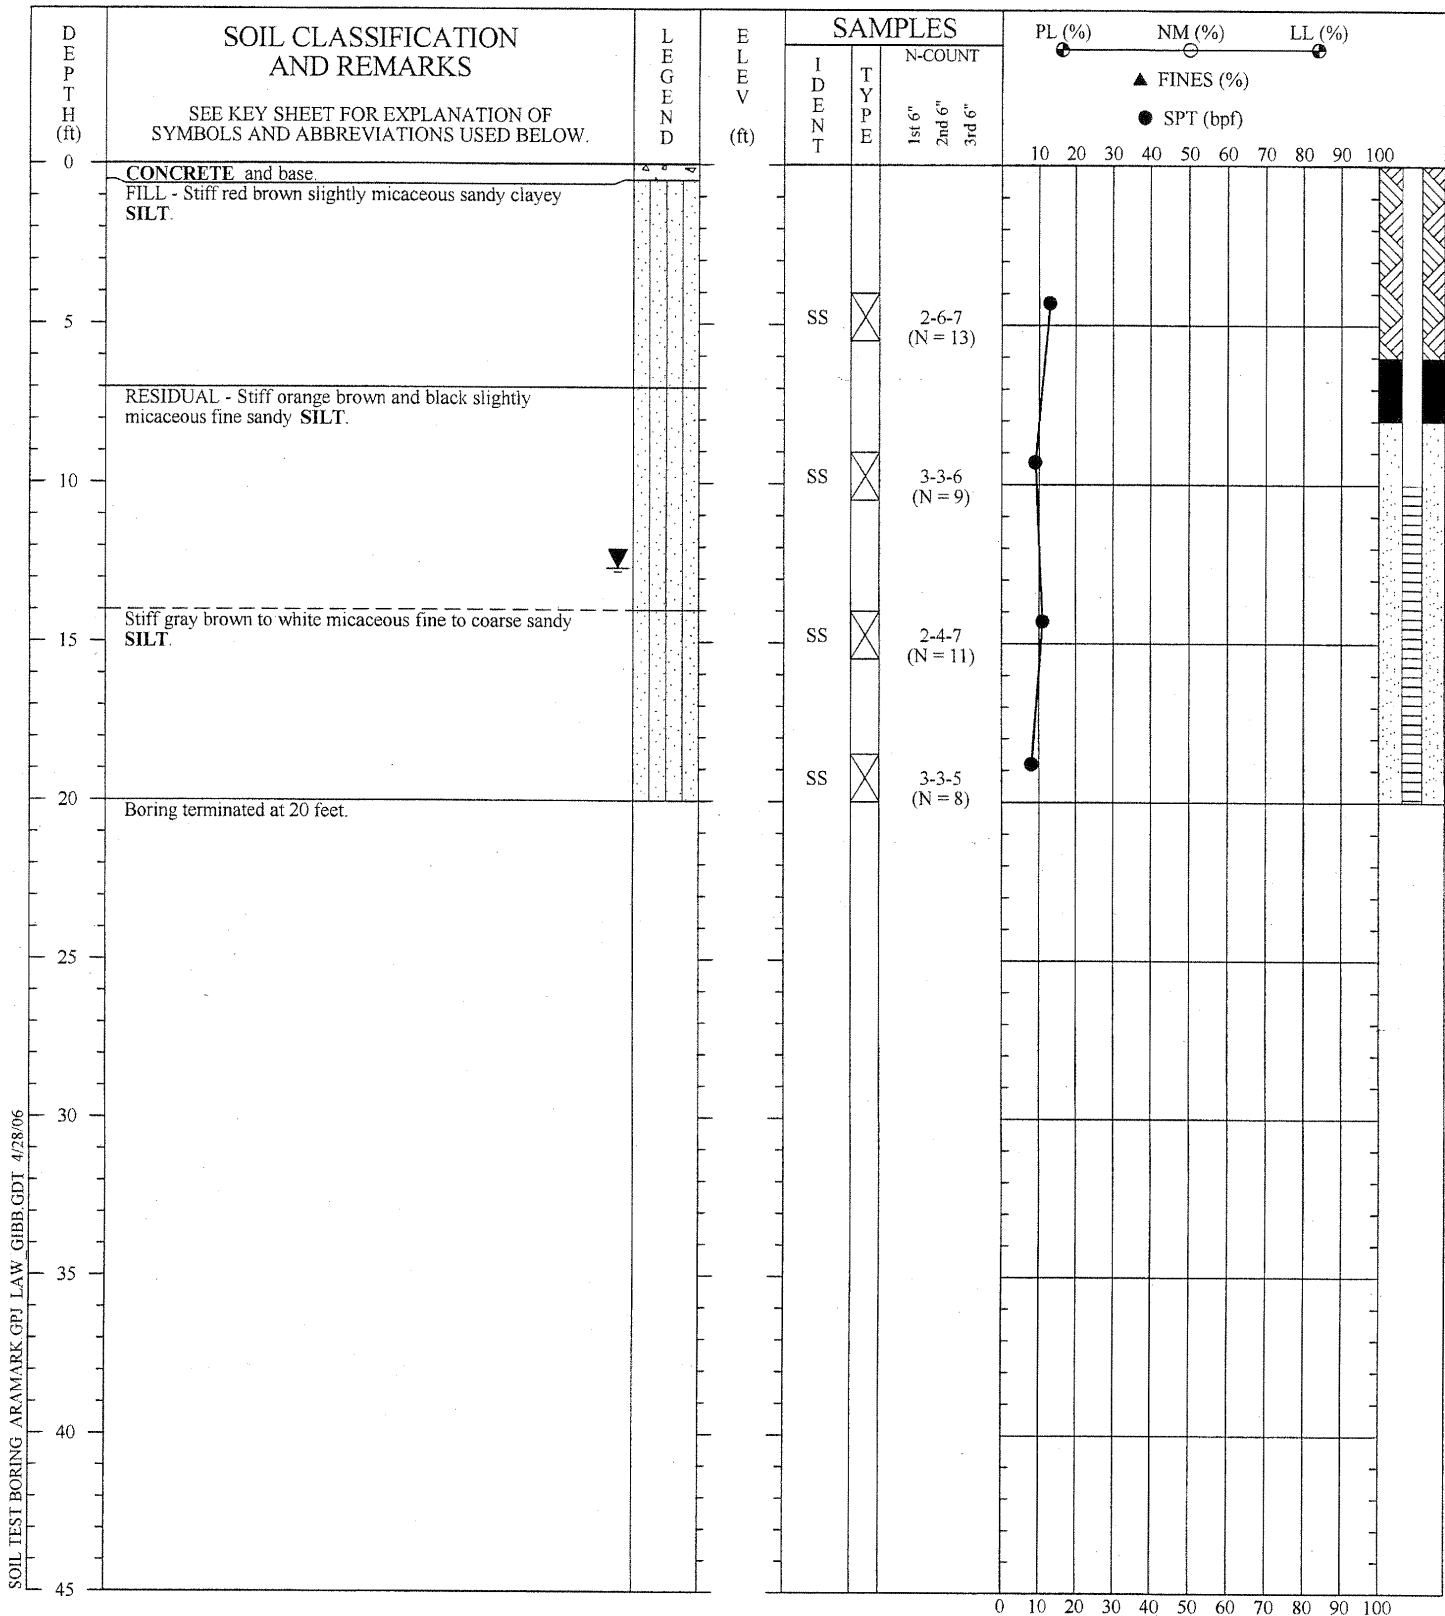 DEPTH (ft)
SOIL CLASSIFICATION
AND REMARKS
SEE KEY SHEET FOR EXPLANATION OF
SYMBOLS AND ABBREVIATIONS USED BELOW.
LEGEND
ELEV (ft)
SAMPLES
IDENT
TYPE
N-COUNT
1st 6"
2nd 6"
3rd 6"
PL (%) NM (%) LL (%)
FINES (%)
SPT (bpf)
10 20 30 40 50 60 70 80 90 100
0
CONCRETE and base.
FILL - Stiff red brown slightly micaceous sandy clayey
SILT.
5
SS
2-6-7
(N = 13)
RESIDUAL - Stiff orange brown and black slightly
micaceous fine sandy SILT.
10
SS
3-3-6
(N = 9)
Stiff gray brown to white micaceous fine to coarse sandy
SILT.
15
SS
2-4-7
(N = 11)
SS
3-3-5
(N = 8)
20
Boring terminated at 20 feet.
25
30
35
40
45
0 10 20 30 40 50 60 70 80 90 100
SOIL TEST BORING ARAMARK.GPJ LAW_GIBB.GDT 4/28/06